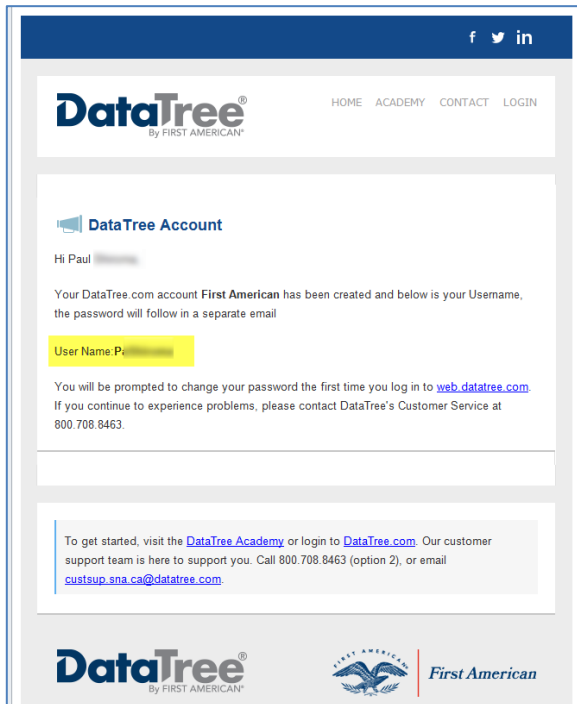 f in
DataTree®
By FIRST AMERICAN®
HOME ACADEMY CONTACT LOGIN
DataTree Account
Hi Paul
Your DataTree.com account First American has been created and below is your Username,
the password will follow in a separate email
User Name:
You will be prompted to change your password the first time you log in to web.datatree.com.
If you continue to experience problems, please contact DataTree's Customer Service at
800.708.8463.
To get started, visit the DataTree Academy or login to DataTree.com. Our customer
support team is here to support you. Call 800.708.8463 (option 2), or email
custsup.sna.ca@datatree.com.
DataTree®
By FIRST AMERICAN®
FIRST AMERICAN
First American